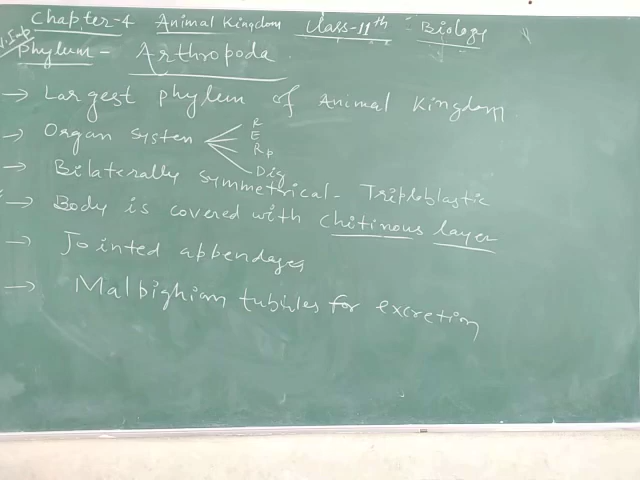 Chapter-4 Animal Kingdom Class-11th Biology
V. Imp
Phylum - Arthropoda
→ Largest phylum of Animal Kingdom
→ Organ system
R
E
Rp
Dig
→ Bilaterally symmetrical - Triploblastic
→ Body is covered with chitinous layer
→ Jointed appendages
→ Malpighian tubules for excretion